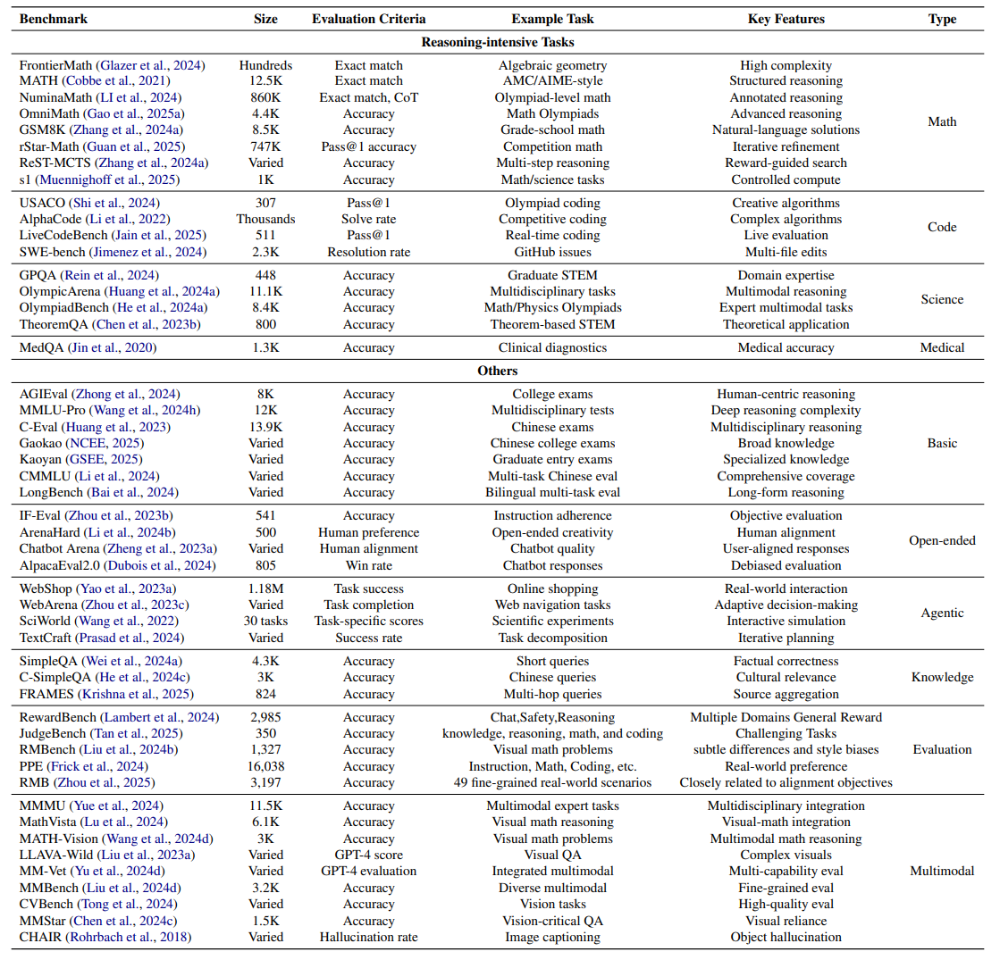 Benchmark Size Evaluation Criteria Example Task Key Features Type
Reasoning-intensive Tasks
FrontierMath (Glazer et al., 2024) Hundreds Exact match Algebraic geometry High complexity
MATH (Cobbe et al., 2021) 12.5K Exact match AMC/AIME-style Structured reasoning
NuminaMath (LI et al., 2024) 860K Exact match, CoT Olympiad-level math Annotated reasoning
OmniMath (Gao et al., 2025a) 4.4K Accuracy Math Olympiads Advanced reasoning
Math
GSM8K (Zhang et al., 2024a) 8.5K Accuracy Grade-school math Natural-language solutions
rStar-Math (Guan et al., 2025) 747K Pass@1 accuracy Competition math Iterative refinement
ReST-MCTS (Zhang et al., 2024a) Varied Accuracy Multi-step reasoning Reward-guided search
s1 (Muennighoff et al., 2025) 1K Accuracy Math/science tasks Controlled compute
USACO (Shi et al., 2024) 307 Pass@1 Olympiad coding Creative algorithms
AlphaCode (Li et al., 2022) Thousands Solve rate Competitive coding Complex algorithms
Code
LiveCodeBench (Jain et al., 2025) 511 Pass@1 Real-time coding Live evaluation
SWE-bench (Jimenez et al., 2024) 2.3K Resolution rate GitHub issues Multi-file edits
GPQA (Rein et al., 2024) 448 Accuracy Graduate STEM Domain expertise
OlympicArena (Huang et al., 2024a) 11.1K Accuracy Multidisciplinary tasks Multimodal reasoning
Science
OlympiadBench (He et al., 2024a) 8.4K Accuracy Math/Physics Olympiads Expert multimodal tasks
TheoremQA (Chen et al., 2023b) 800 Accuracy Theorem-based STEM Theoretical application
MedQA (Jin et al., 2020) 1.3K Accuracy Clinical diagnostics Medical accuracy Medical
Others
AGIEval (Zhong et al., 2024) 8K Accuracy College exams Human-centric reasoning
MMLU-Pro (Wang et al., 2024h) 12K Accuracy Multidisciplinary tests Deep reasoning complexity
C-Eval (Huang et al., 2023) 13.9K Accuracy Chinese exams Multidisciplinary reasoning
Gaokao (NCEE, 2025) Varied Accuracy Chinese college exams Broad knowledge Basic
Kaoyan (GSEE, 2025) Varied Accuracy Graduate entry exams Specialized knowledge
CMMLU (Li et al., 2024) Varied Accuracy Multi-task Chinese eval Comprehensive coverage
LongBench (Bai et al., 2024) Varied Accuracy Bilingual multi-task eval Long-form reasoning
IF-Eval (Zhou et al., 2023b) 541 Accuracy Instruction adherence Objective evaluation
ArenaHard (Li et al., 2024b) 500 Human preference Open-ended creativity Human alignment
Open-ended
Chatbot Arena (Zheng et al., 2023a) Varied Human alignment Chatbot quality User-aligned responses
AlpacaEval2.0 (Dubois et al., 2024) 805 Win rate Chatbot responses Debiased evaluation
WebShop (Yao et al., 2023a) 1.18M Task success Online shopping Real-world interaction
WebArena (Zhou et al., 2023c) Varied Task completion Web navigation tasks Adaptive decision-making
Agentic
SciWorld (Wang et al., 2022) 30 tasks Task-specific scores Scientific experiments Interactive simulation
TextCraft (Prasad et al., 2024) Varied Success rate Task decomposition Iterative planning
SimpleQA (Wei et al., 2024a) 4.3K Accuracy Short queries Factual correctness
C-SimpleQA (He et al., 2024c) 3K Accuracy Chinese queries Cultural relevance Knowledge
FRAMES (Krishna et al., 2025) 824 Accuracy Multi-hop queries Source aggregation
RewardBench (Lambert et al., 2024) 2,985 Accuracy Chat,Safety,Reasoning Multiple Domains General Reward
JudgeBench (Tan et al., 2025) 350 Accuracy knowledge, reasoning, math, and coding Challenging Tasks
RMBench (Liu et al., 2024b) 1,327 Accuracy Visual math problems subtle differences and style biases Evaluation
PPE (Frick et al., 2024) 16,038 Accuracy Instruction, Math, Coding, etc. Real-world preference
RMB (Zhou et al., 2025) 3,197 Accuracy 49 fine-grained real-world scenarios Closely related to alignment objectives
MMMU (Yue et al., 2024) 11.5K Accuracy Multimodal expert tasks Multidisciplinary integration
MathVista (Lu et al., 2024) 6.1K Accuracy Visual math reasoning Visual-math integration
MATH-Vision (Wang et al., 2024d) 3K Accuracy Visual math problems Multimodal math reasoning
LLAVA-Wild (Liu et al., 2023a) Varied GPT-4 score Visual QA Complex visuals
MM-Vet (Yu et al., 2024d) Varied GPT-4 evaluation Integrated multimodal Multi-capability eval Multimodal
MMBench (Liu et al., 2024d) 3.2K Accuracy Diverse multimodal Fine-grained eval
CVBench (Tong et al., 2024) Varied Accuracy Vision tasks High-quality eval
MMStar (Chen et al., 2024c) 1.5K Accuracy Vision-critical QA Visual reliance
CHAIR (Rohrbach et al., 2018) Varied Hallucination rate Image captioning Object hallucination